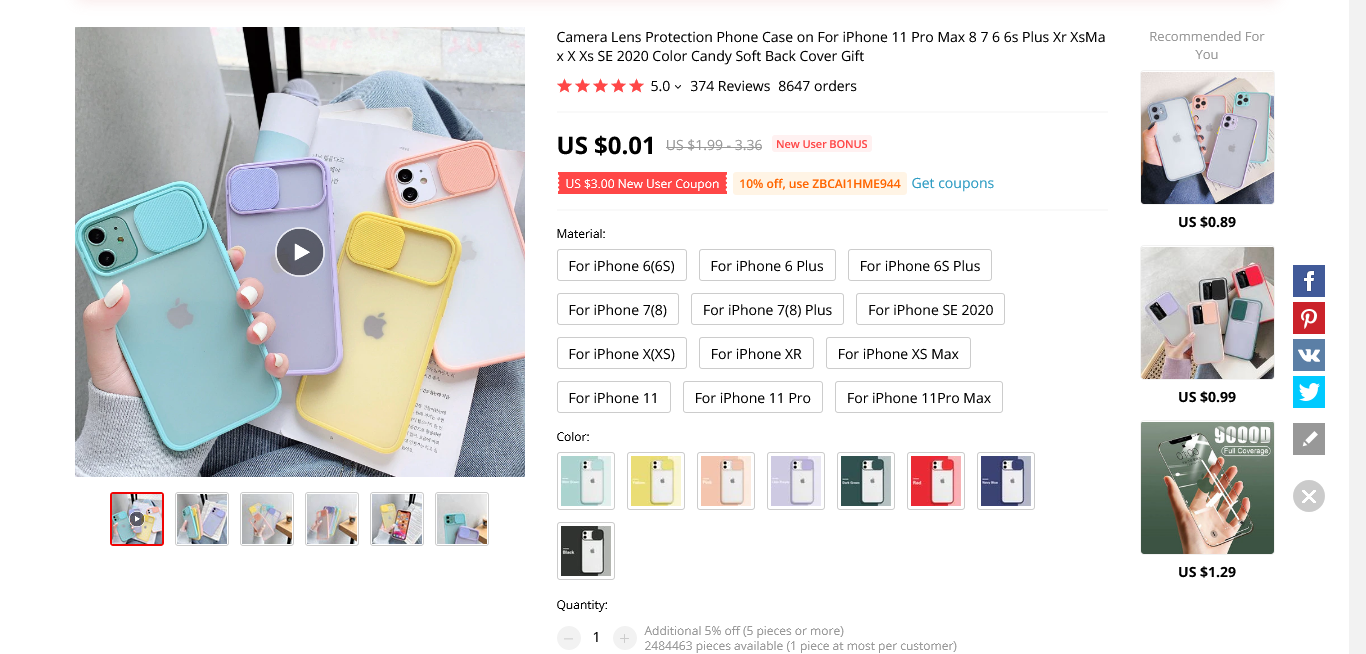 Camera Lens Protection Phone Case on For iPhone 11 Pro Max 8 7 6 6s Plus Xr XsMa
x X Xs SE 2020 Color Candy Soft Back Cover Gift
5.0 374 Reviews 8647 orders
US $0.01 US $1.99 - 3.36 New User BONUS
US $3.00 New User Coupon 10% off, use ZBCAI1HME944 Get coupons
Material:
For iPhone 6(6S) For iPhone 6 Plus For iPhone 6S Plus
For iPhone 7(8) For iPhone 7(8) Plus For iPhone SE 2020
For iPhone X(XS) For iPhone XR For iPhone XS Max
For iPhone 11 For iPhone 11 Pro For iPhone 11Pro Max
Color:
Red
Black
Quantity:
1
Additional 5% off (5 pieces or more)
2484463 pieces available (1 piece at most per customer)
Recommended For
You
US $0.89
US $0.99
9000D
(Full Coverage)
US $1.29